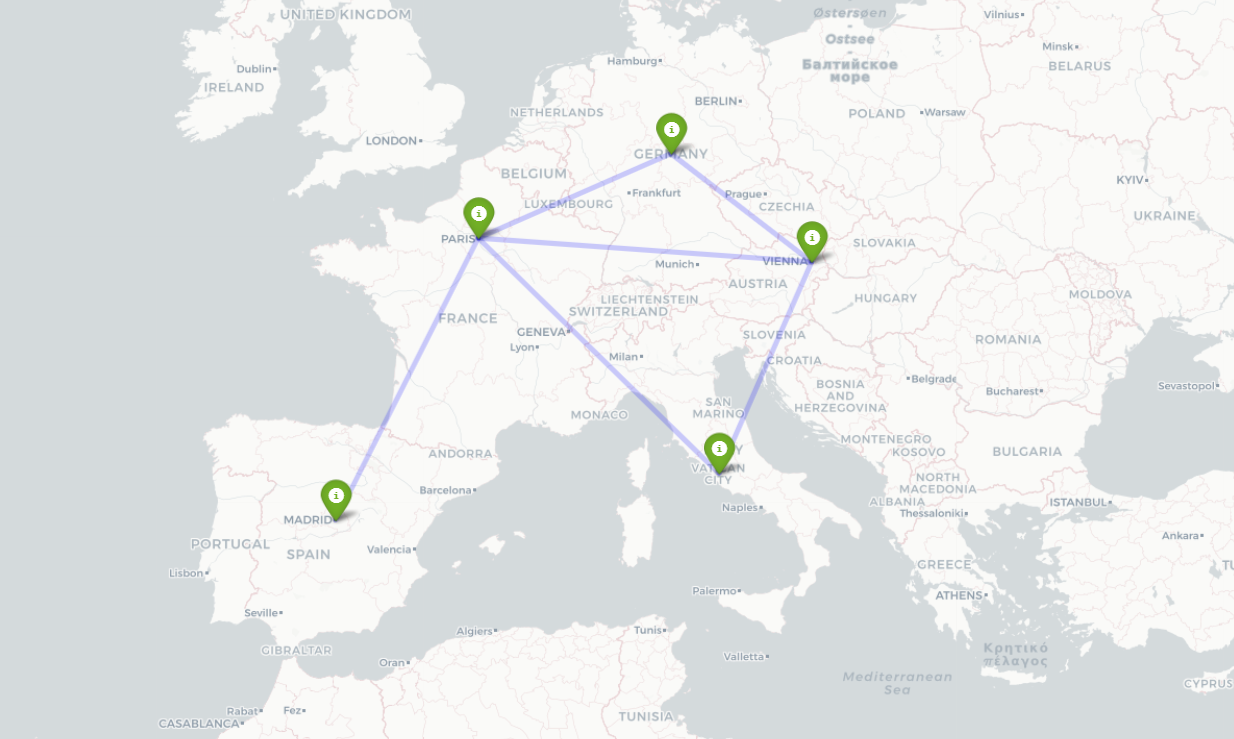 UNITED KINGDOM
Østersøen
-
Ostsee
-
Балтийское
море
Vilnius
Minsk
BELARUS
Hamburg
Dublin
IRELAND
BERLIN
NETHERLANDS
POLAND
Warsaw
LONDON
GERMANY
BELGIUM
KYIV
Frankfurt
Prague
LUXEMBOURG
CZECHIA
UKRAINE
PARIS
SLOVAKIA
VIENNA
Munich
AUSTRIA
LIECHTENSTEIN
HUNGARY
MOLDOVA
SWITZERLAND
FRANCE
GENEVA
SLOVENIA
ROMANIA
Lyon
Milan
CROATIA
Belgrade
BOSNIA
AND
HERZEGOVINA
Bucharest
Sevastopol
SAN
MARINO
MONACO
MONTENEGRO
KOSOVO
BULGARIA
ANDORRA
VATICAN
CITY
NORTH
MACEDONIA
Barcelona
ALBANIA
ISTANBUL
Naples
Thessaloniki
MADRID
Ankara
PORTUGAL
SPAIN
Valencia
GREECE
Lisbon
Palermo
ATHENS
Seville
Algiers
Tunis
GIBRALTAR
Oran
Valletta
Κρητικό
πέλαγος
Mediterranean
Sea
CYPRUS
Rabat
Fez
CASABLANCA
TUNISIA
i
i
i
i
i